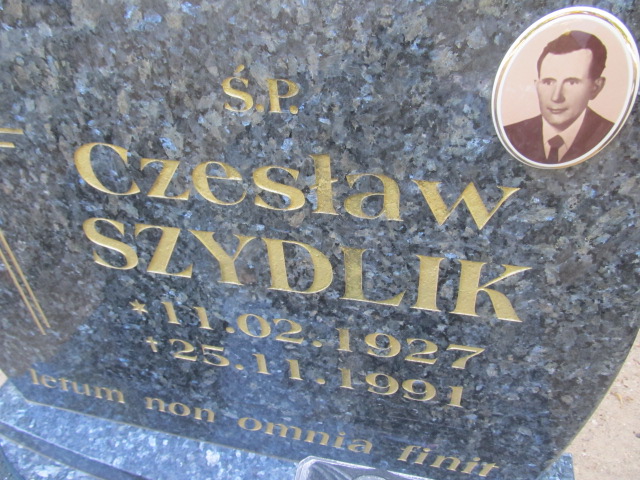 Ś.P.
Czesław
SZYDLIK
* 11.02.1927
† 25.11.1991
letum non omnia finit